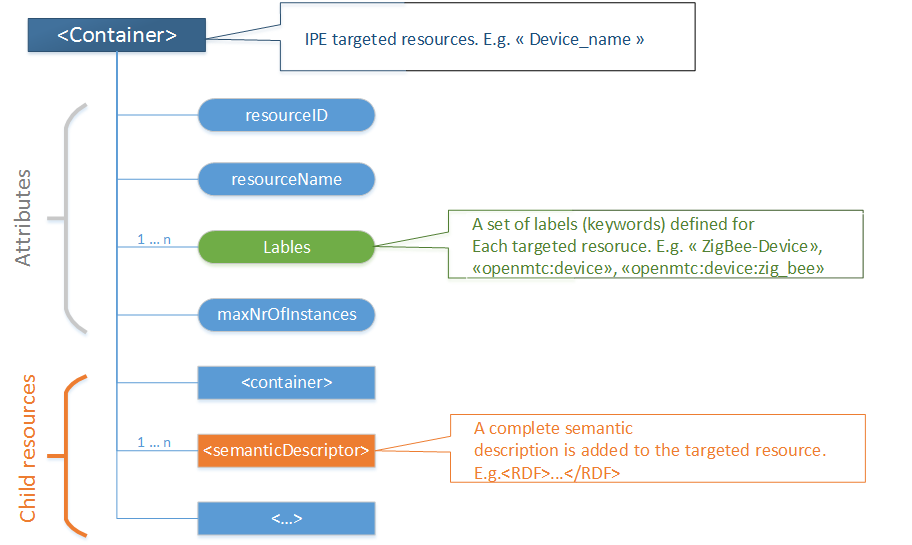 <Container>
IPE targeted resources. E.g. « Device_name »
Attributes
resourceID
resourceName
1 ... n
Lables
A set of labels (keywords) defined for
Each targeted resoruce. E.g. « ZigBee-Device»,
«openmtc:device», «openmtc:device:zig_bee»
maxNrOfInstances
Child resources
<container>
1 ... n
<semanticDescriptor>
A complete semantic
description is added to the targeted resource.
E.g.<RDF>...</RDF>
<...>